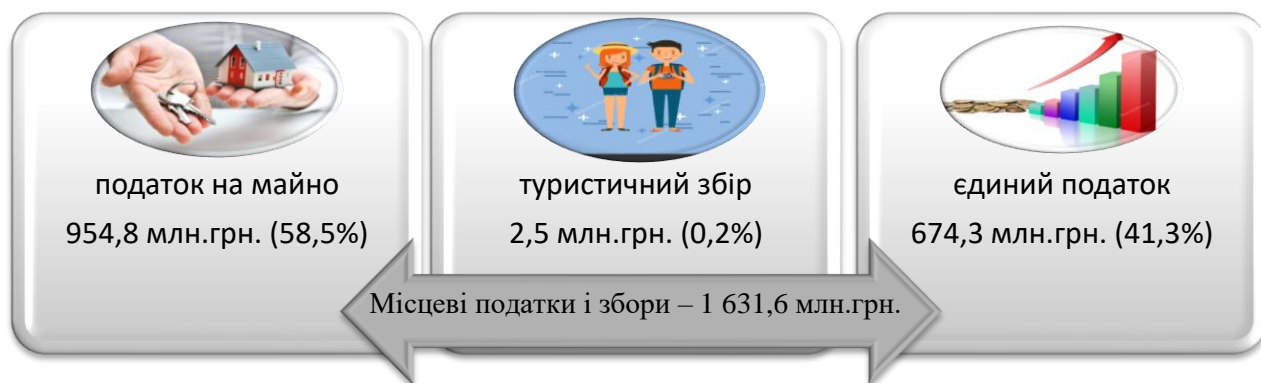 податок на майно
954,8 млн.грн. (58,5%)
туристичний збір
2,5 млн.грн. (0,2%)
єдиний податок
674,3 млн.грн. (41,3%)
Місцеві податки і збори – 1 631,6 млн.грн.